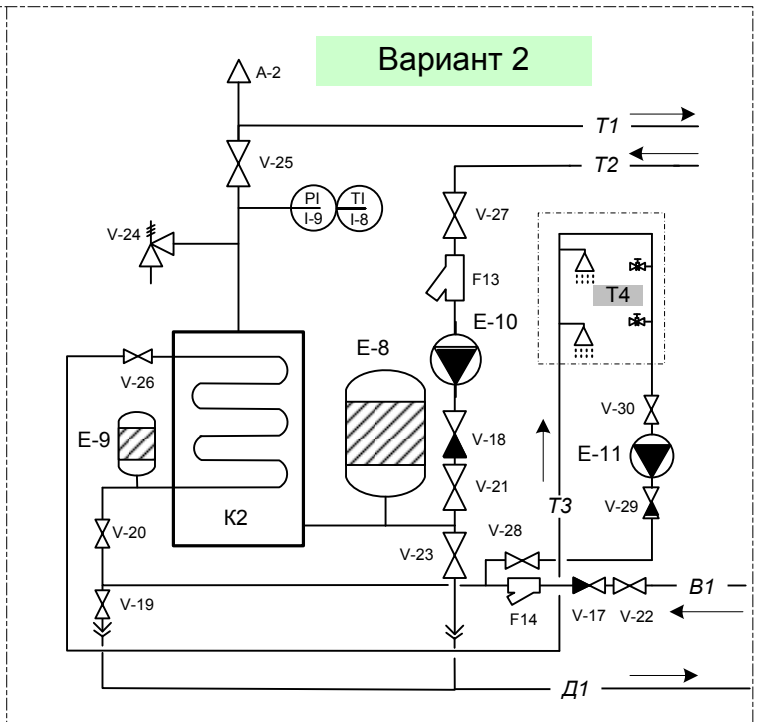 Вариант 2
A-2
T1
T2
V-25
V-27
PI
I-9
TI
I-8
V-24
F13
T4
E-10
E-8
V-26
V-30
E-9
V-18
E-11
V-21
T3
V-29
K2
V-20
V-28
V-23
B1
V-19
F14
V-17
V-22
Д1